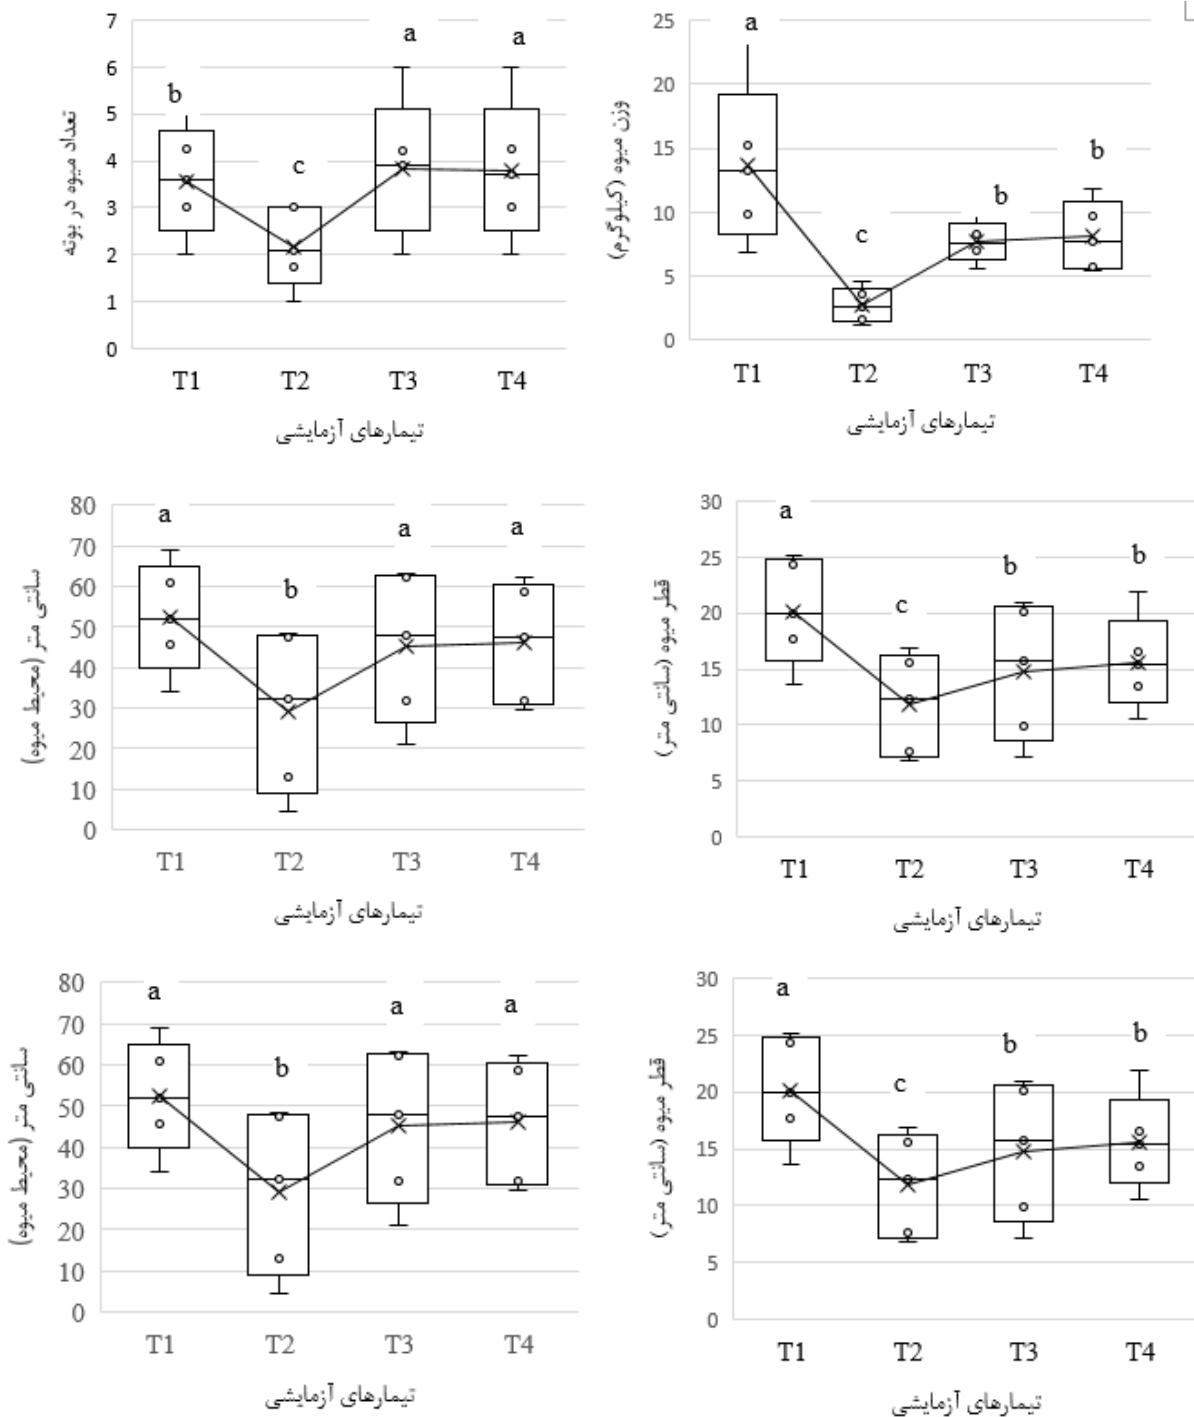 7
6
5
4
3
2
1
0
b
c
a
a
تعداد میوه در بوته
T1 T2 T3 T4
تیمارهای آزمایشی
25
20
15
10
5
0
a
c
b
b
وزن میوه (کیلوگرم)
T1 T2 T3 T4
تیمارهای آزمایشی
80
70
60
50
40
30
20
10
0
a
b
a
a
سانتی متر (محیط میوه)
T1 T2 T3 T4
تیمارهای آزمایشی
30
25
20
15
10
5
0
a
c
b
b
قطر میوه (سانتی متر)
T1 T2 T3 T4
تیمارهای آزمایشی
80
70
60
50
40
30
20
10
0
a
b
a
a
سانتی متر (محیط میوه)
T1 T2 T3 T4
تیمارهای آزمایشی
30
25
20
15
10
5
0
a
c
b
b
قطر میوه (سانتی متر)
T1 T2 T3 T4
تیمارهای آزمایشی